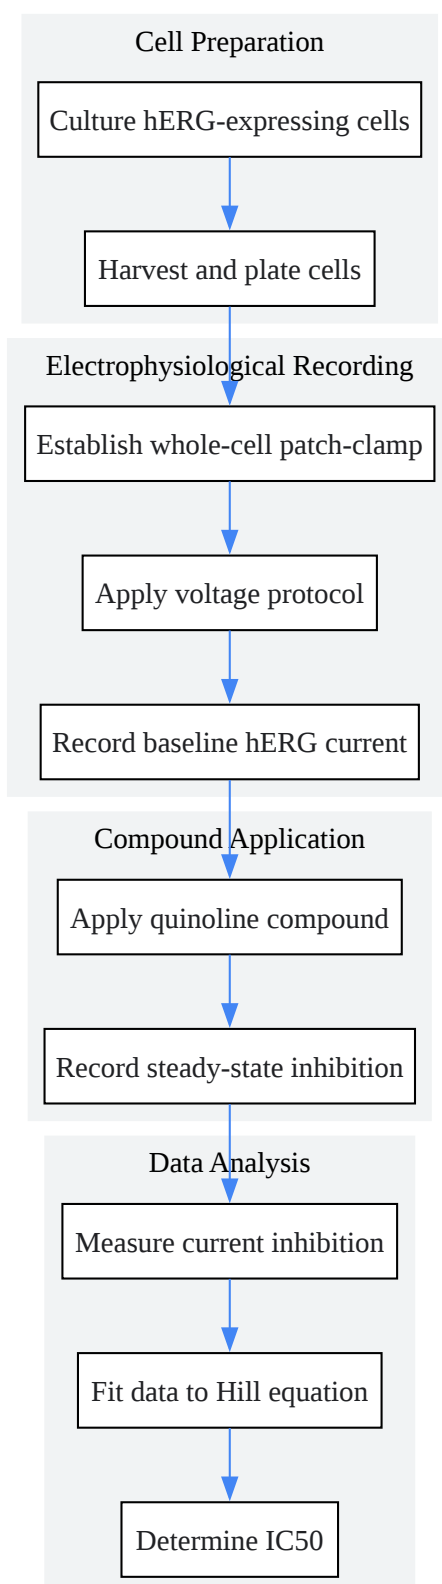 Cell Preparation
Culture hERG-expressing cells
Harvest and plate cells
Electrophysiological Recording
Establish whole-cell patch-clamp
Apply voltage protocol
Record baseline hERG current
Compound Application
Apply quinoline compound
Record steady-state inhibition
Data Analysis
Measure current inhibition
Fit data to Hill equation
Determine IC50